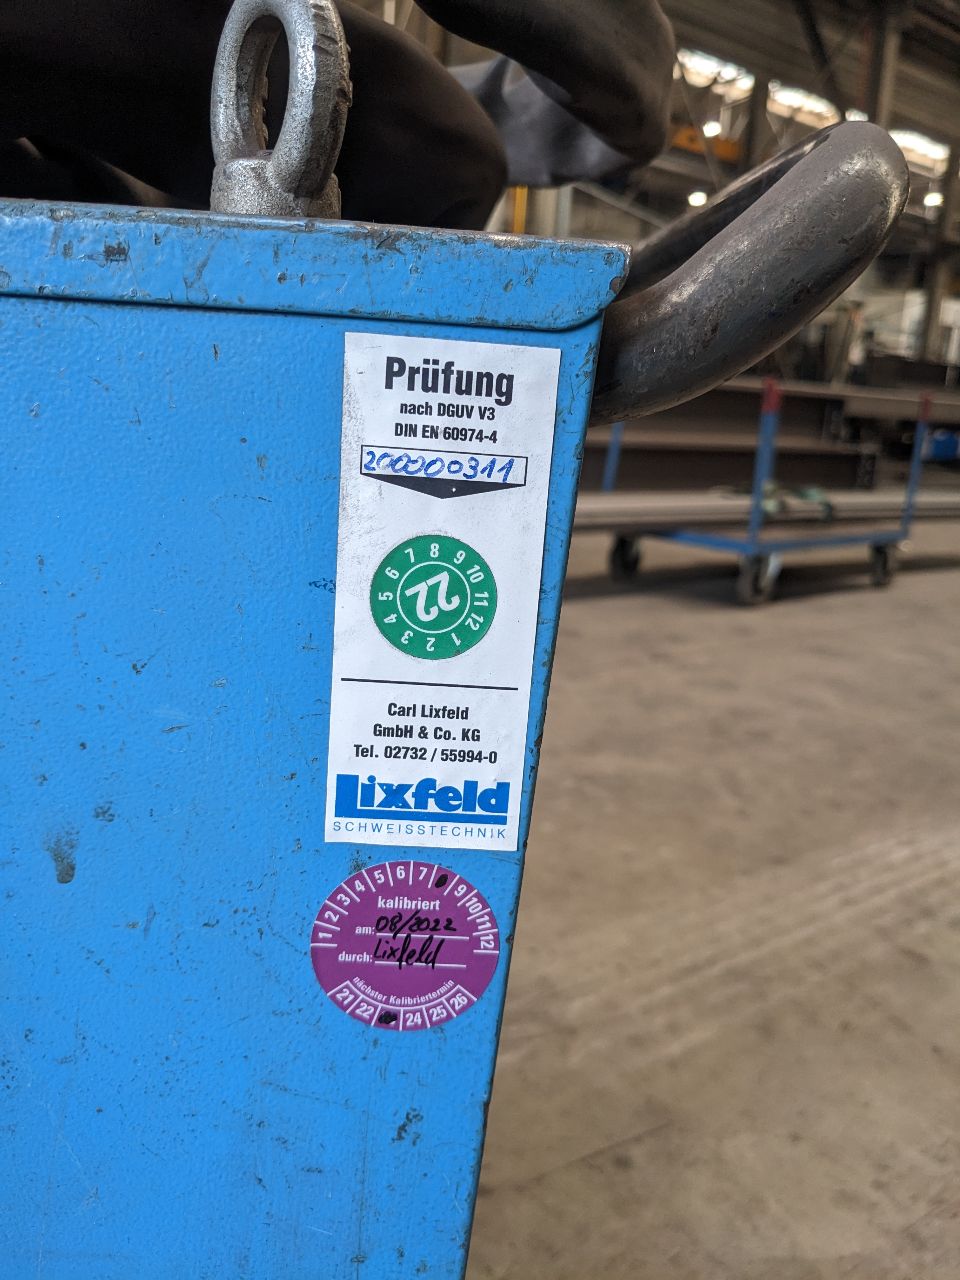 Prüfung
nach DGUV V3
DIN EN 60974-4
200000311
1 2 3 4 5 6 7 8 9 10 11 12
22
Carl Lixfeld
GmbH & Co. KG
Tel. 02732 / 55994-0
Lixfeld
SCHWEISSTECHNIK
1 2 3 4 5 6 7 9 10 11 12
kalibriert
am: 08/2022
durch: Lixfeld
nächster Kalibriertermin
21 22 24 25 26